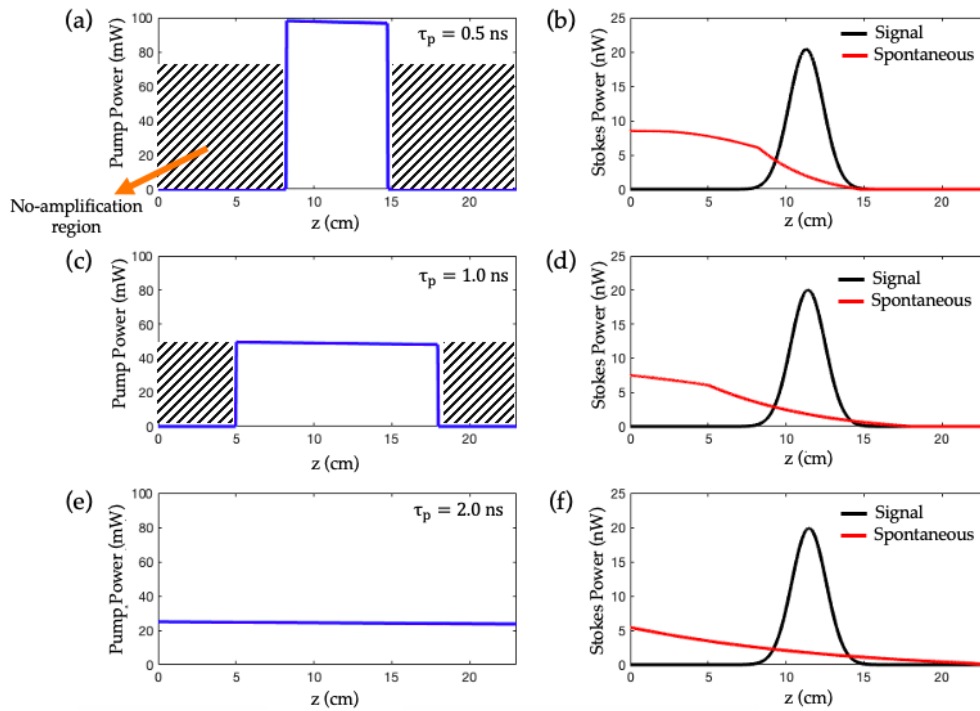 (a)
Pump Power (mW)
100
80
60
40
20
0
τp = 0.5 ns
0 5 10 15 20
z (cm)
No-amplification
region
(b)
Stokes Power (nW)
25
20
15
10
5
0
Signal
Spontaneous
0 5 10 15 20
z (cm)
(c)
Pump Power (mW)
100
80
60
40
20
0
τp = 1.0 ns
0 5 10 15 20
z (cm)
(d)
Stokes Power (nW)
25
20
15
10
5
0
Signal
Spontaneous
0 5 10 15 20
z (cm)
(e)
Pump Power (mW)
100
80
60
40
20
0
τp = 2.0 ns
0 5 10 15 20
z (cm)
(f)
Stokes Power (nW)
25
20
15
10
5
0
Signal
Spontaneous
0 5 10 15 20
z (cm)